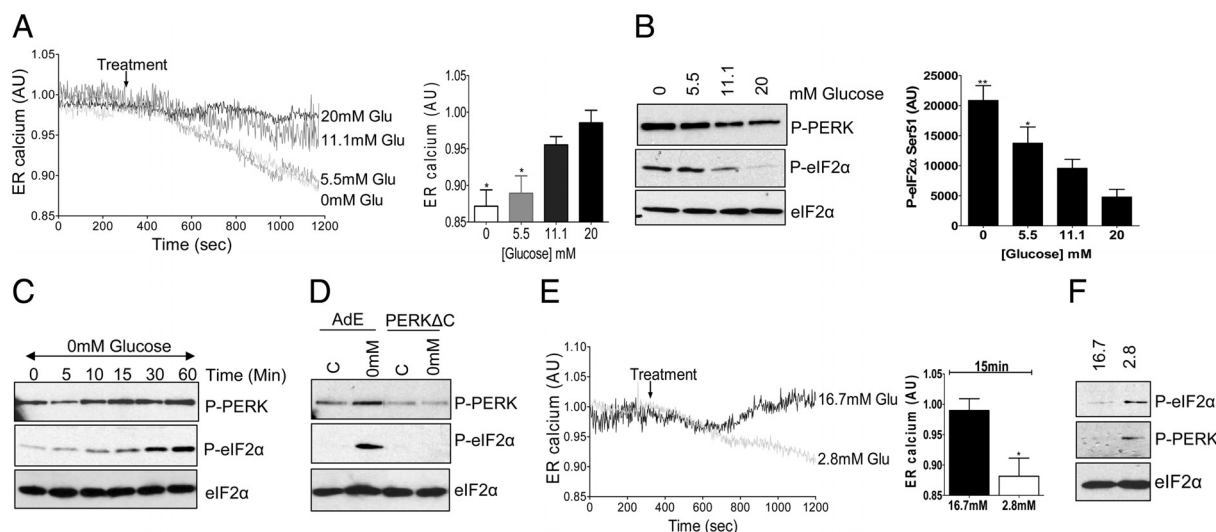 A
ER calcium (AU)
1.05
1.00
0.95
0.90
0.85
Treatment
20mM Glu
11.1mM Glu
5.5mM Glu
0mM Glu
0 200 400 600 800 1000 1200
Time (sec)
ER calcium (AU)
1.05
1.00
0.95
0.90
0.85
* *
0 5.5 11.1 20
[Glucose] mM
B
0 5.5 11.1 20 mM Glucose
P-PERK
P-eIF2α
eIF2α
P-eIF2α Ser51 (AU)
25000
20000
15000
10000
5000
0
** *
0 5.5 11.1 20
[Glucose] mM
C
0mM Glucose
0 5 10 15 30 60 Time (Min)
P-PERK
P-eIF2α
eIF2α
D
AdE PERKΔC
C 0mM C 0mM
P-PERK
P-eIF2α
eIF2α
E
ER calcium (AU)
1.10
1.05
1.00
0.95
0.90
0.85
Treatment
16.7mM Glu
2.8mM Glu
0 200 400 600 800 1000 1200
Time (sec)
15min
ER calcium (AU)
1.05
1.00
0.95
0.90
0.85
*
16.7mM 2.8mM
F
16.7 2.8
P-eIF2α
P-PERK
eIF2α